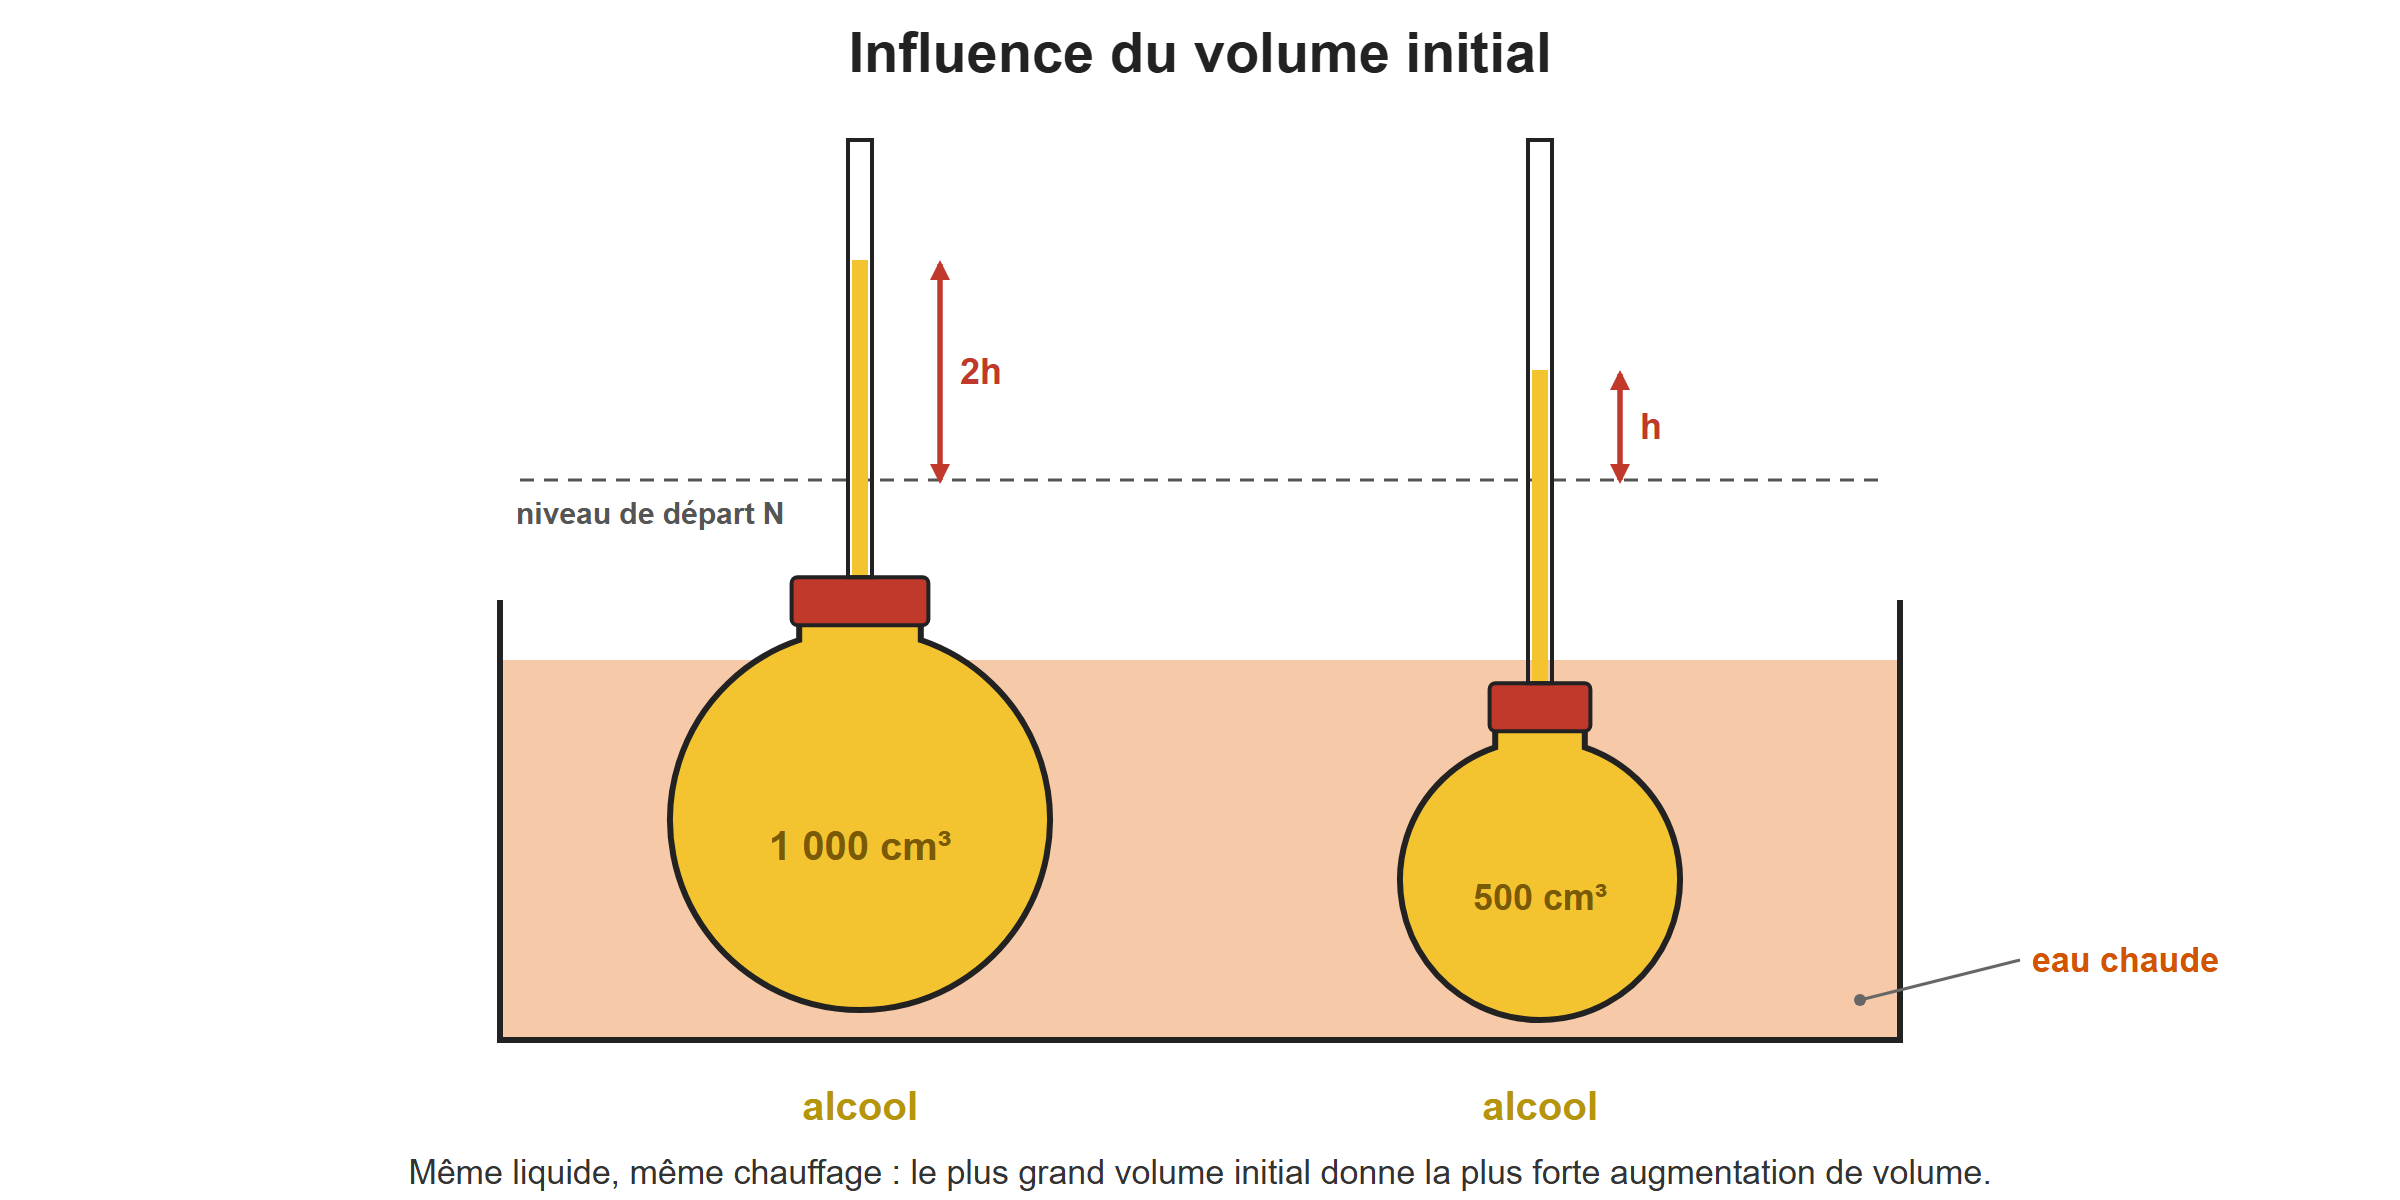 Influence du volume initial
2h
h
niveau de départ N
1 000 cm³
500 cm³
eau chaude
alcool
alcool
Même liquide, même chauffage : le plus grand volume initial donne la plus forte augmentation de volume.